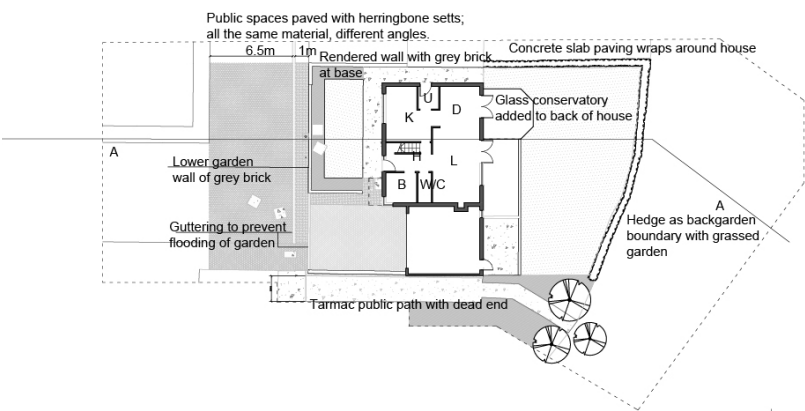 Public spaces paved with herringbone setts;
all the same material, different angles.
6.5m
1m
Rendered wall with grey brick
at base
Concrete slab paving wraps around house
U
D
K
Glass conservatory
added to back of house
A
Lower garden
wall of grey brick
H
L
B
W/C
A
Hedge as backgarden
boundary with grassed
garden
Guttering to prevent
flooding of garden
Tarmac public path with dead end